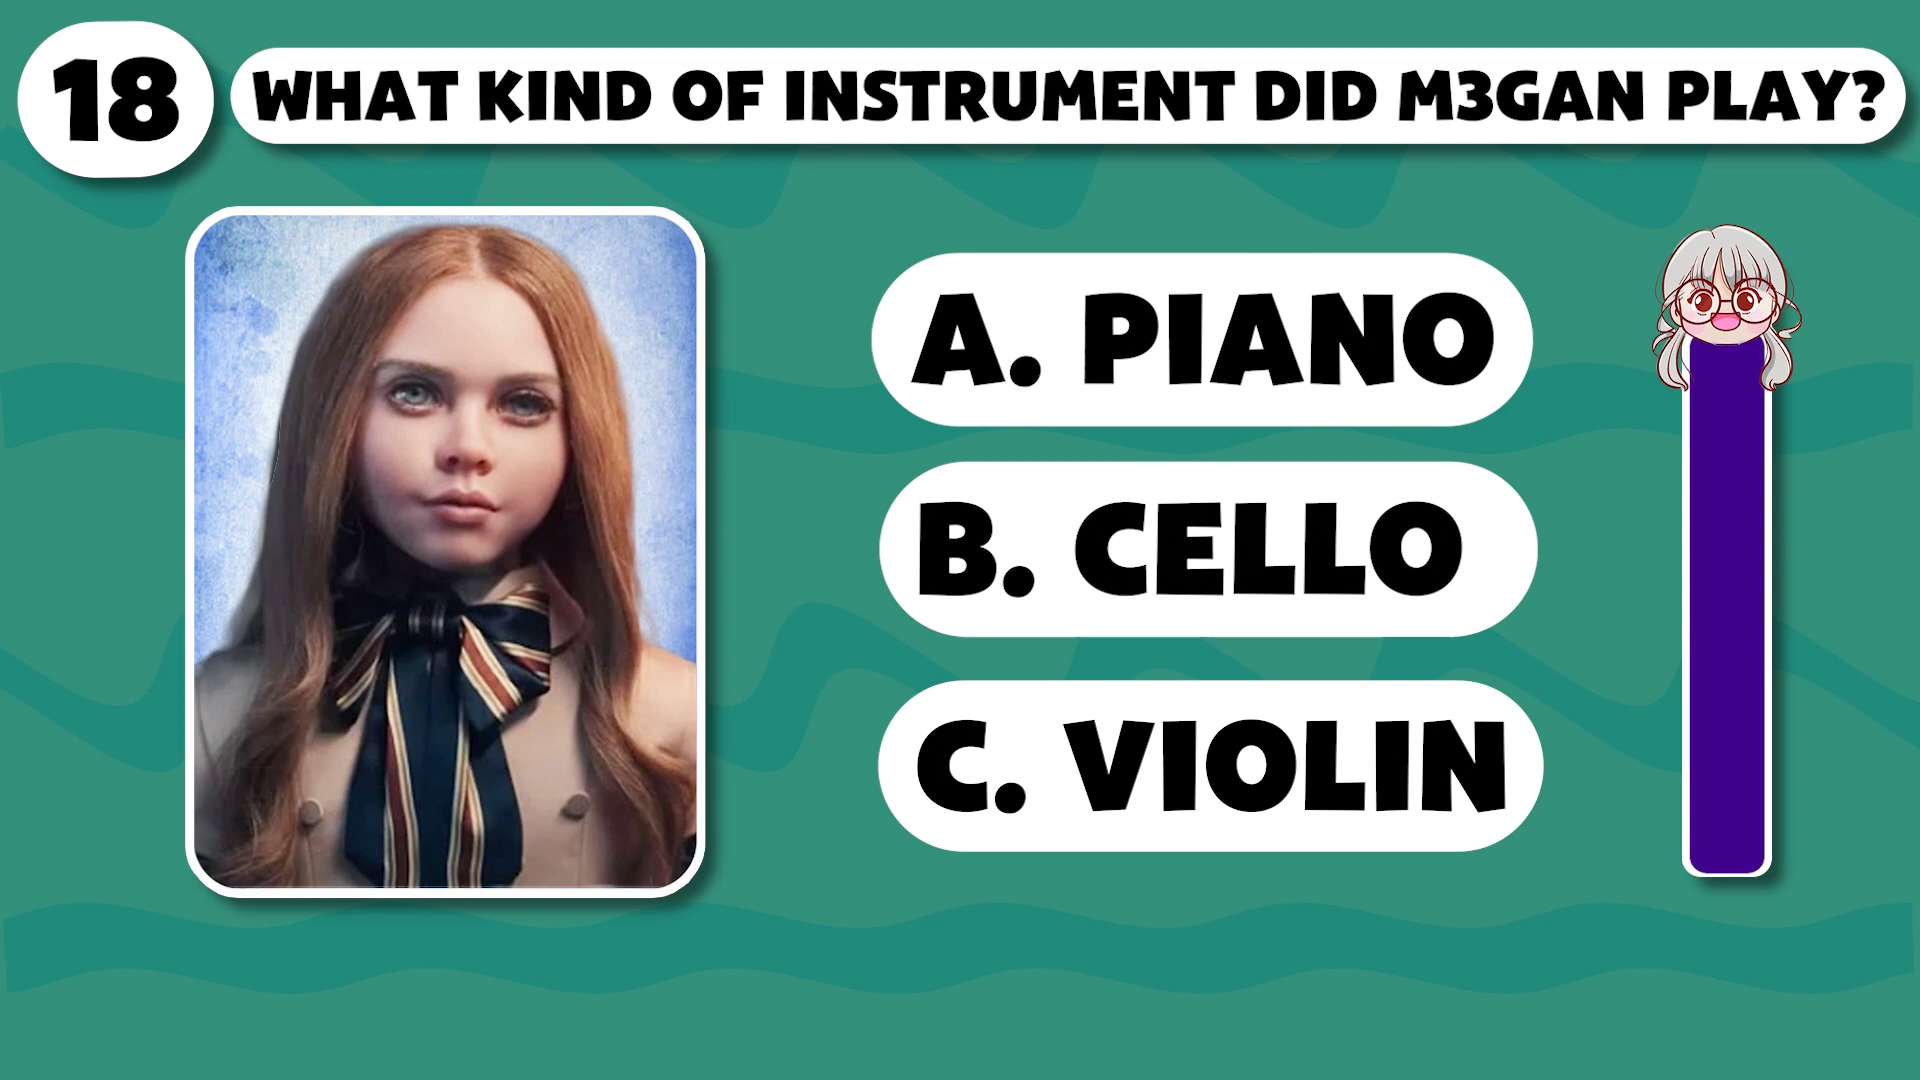 18
WHAT KIND OF INSTRUMENT DID M3GAN PLAY?
A. PIANO
B. CELLO
C. VIOLIN